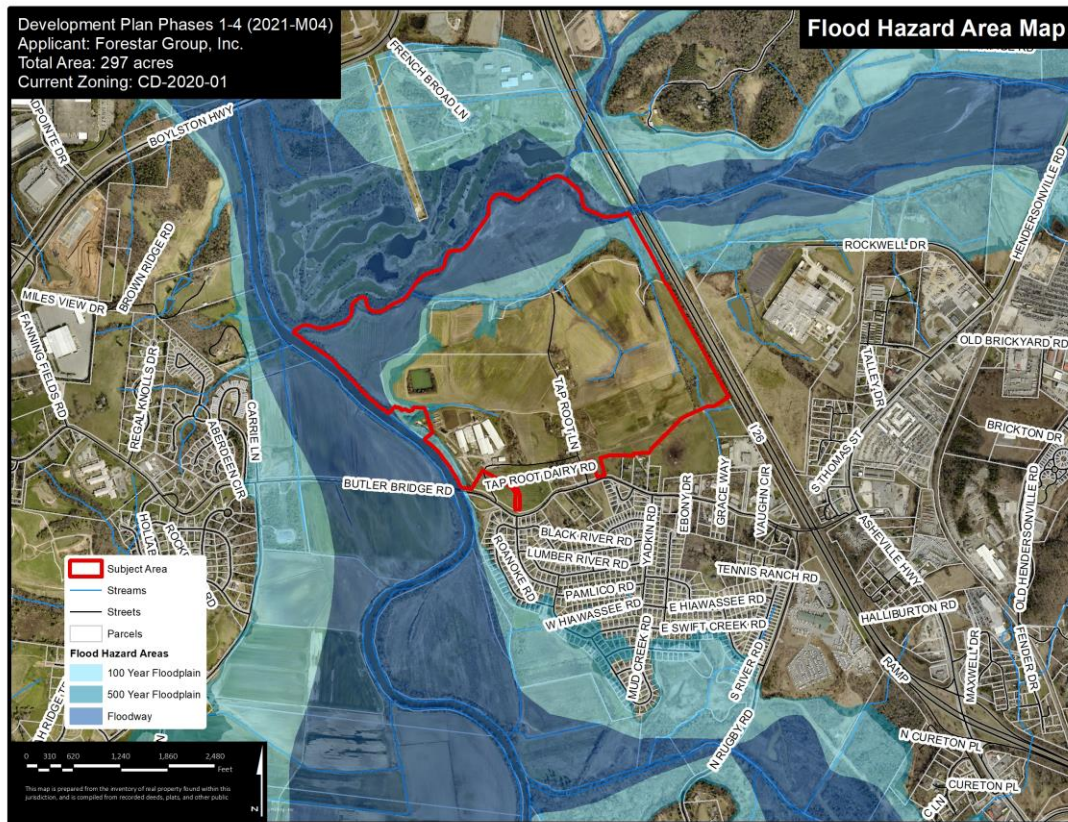 Development Plan Phases 1-4 (2021-M04)
Applicant: Forestar Group, Inc.
Total Area: 297 acres
Current Zoning: CD-2020-01
Flood Hazard Area Map
FRENCH BROAD LN
BOYLSTON HWY
BROWN RIDGE RD
MILES VIEW DR
FANNING FIELDS RD
REGAL KNOLLS DR
ABERDEEN CIR
CARRIE LN
ROCKWELL DR
HENDERSONVILLE RD
OLD BRICKYARD RD
TALLEY DR
BRICKTON DR
S THOMAS ST
I 26
TAP ROOT LN
TAP ROOT DAIRY RD
BUTLER BRIDGE RD
EBONY DR
GRACE WAY
VAUGHN CIR
ASHEVILLE HWY
OLD HENDERSONVILLE RD
BLACK RIVER RD
YADKIN RD
LUMBER RIVER RD
ROANOKE RD
PAMLICO RD
TENNIS RANCH RD
W HIAWASSEE RD
E HIAWASSEE RD
E SWIFT CREEK RD
MUD CREEK RD
S RIVER RD
HALLIBURTON RD
RAMP
MAXWELL DR
FENDER DR
N RUGBY RD
N CURETON PL
CURETON PL
C LN
Subject Area
Streams
Streets
Parcels
Flood Hazard Areas
100 Year Floodplain
500 Year Floodplain
Floodway
0 310 620 1,240 1,860 2,480
Feet
This map is prepared from the inventory of real property found within this
jurisdiction, and is compiled from recorded deeds, plats, and other public
N